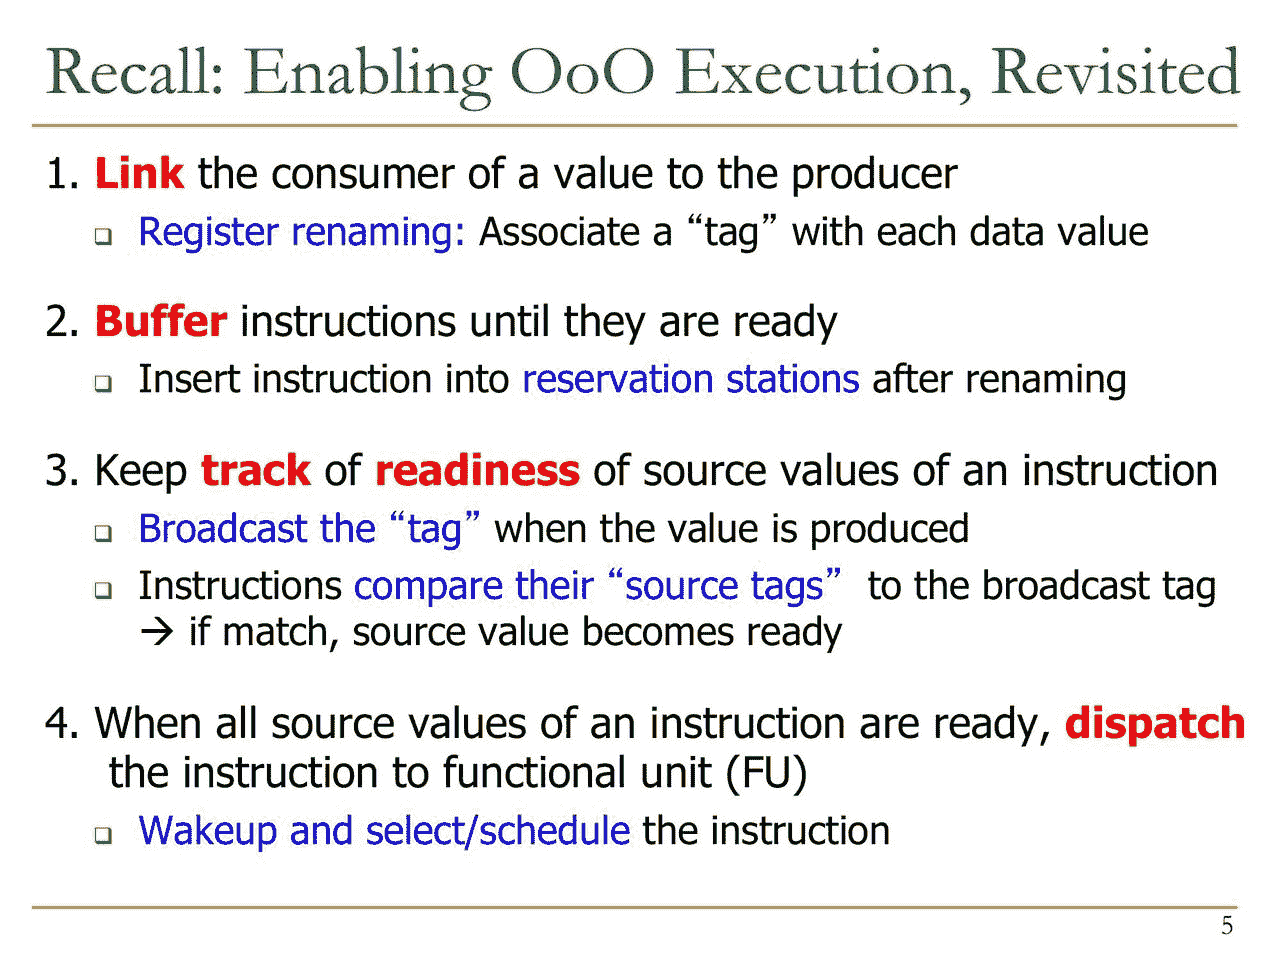 Recall: Enabling OoO Execution, Revisited
1. Link the consumer of a value to the producer
❑ Register renaming: Associate a “tag” with each data value
2. Buffer instructions until they are ready
❑ Insert instruction into reservation stations after renaming
3. Keep track of readiness of source values of an instruction
❑ Broadcast the “tag” when the value is produced
❑ Instructions compare their “source tags” to the broadcast tag
→ if match, source value becomes ready
4. When all source values of an instruction are ready, dispatch
the instruction to functional unit (FU)
❑ Wakeup and select/schedule the instruction
5